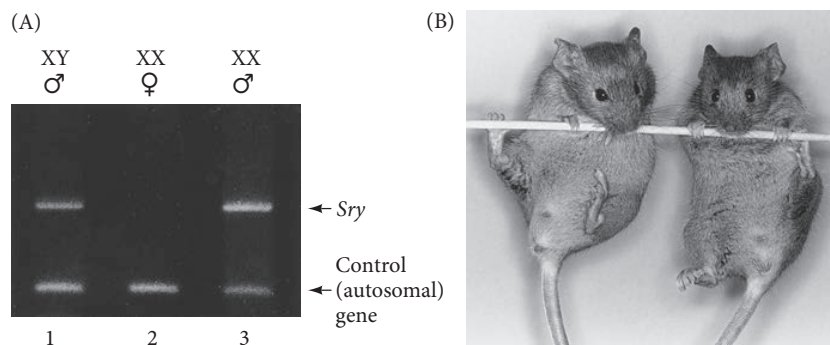 (A)
XY XX XX
♂ ♀ ♂
Sry
Control
(autosomal)
gene
1 2 3
(B)